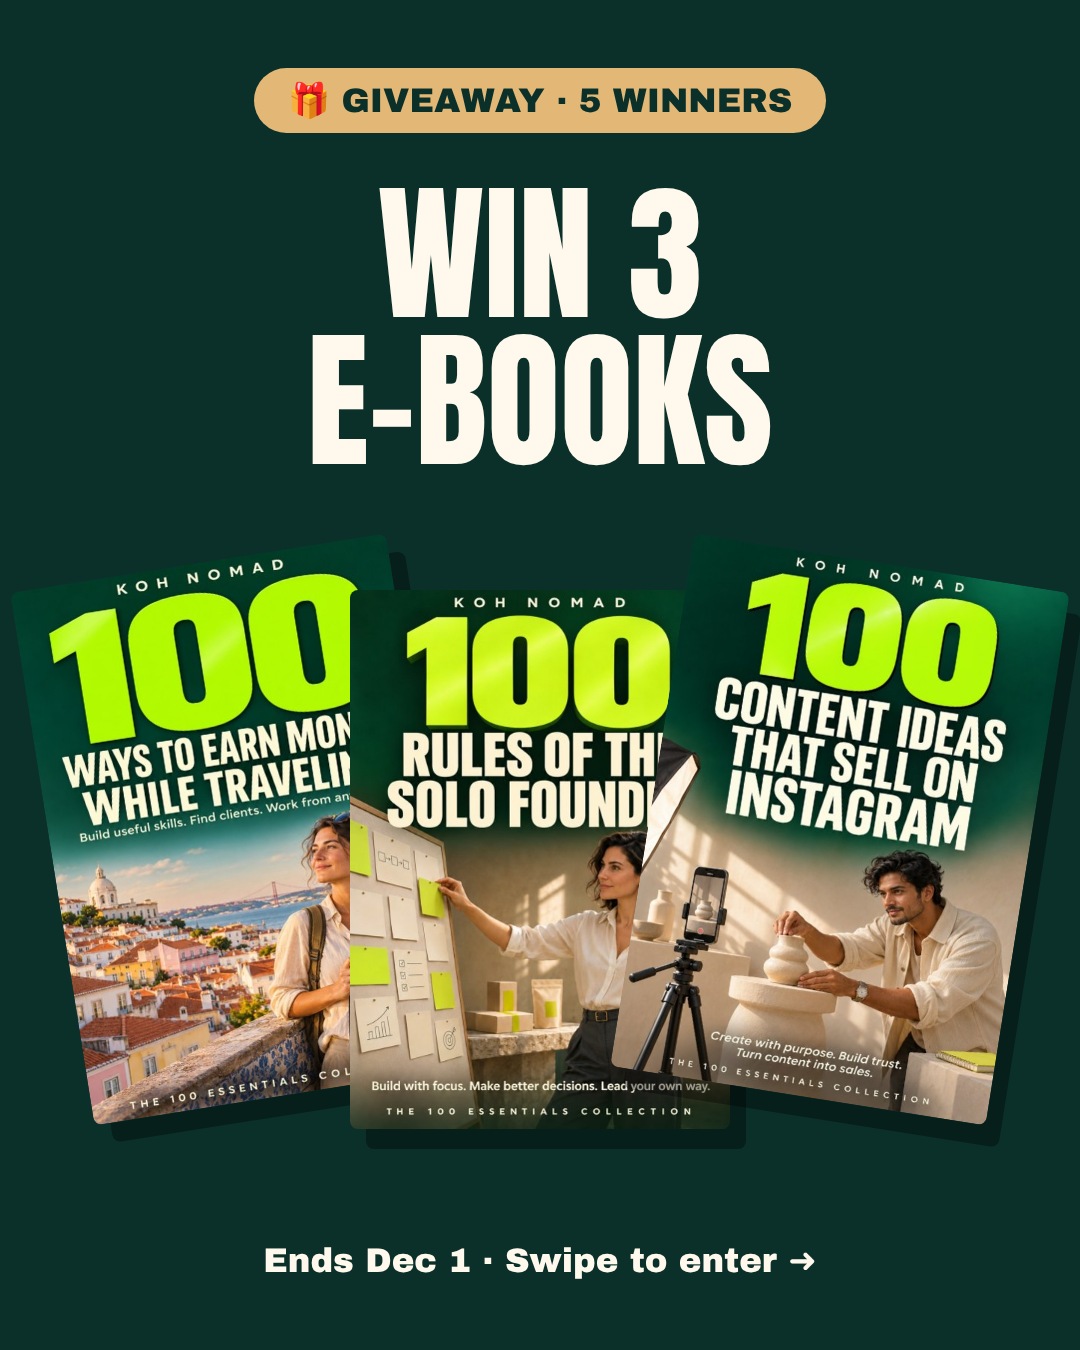 🎁 GIVEAWAY · 5 WINNERS
WIN 3
E-BOOKS
KOH NOMAD
100
WAYS TO EARN MON
WHILE TRAVELIN
Build useful skills. Find clients. Work from an
THE 100 ESSENTIALS COL
KOH NOMAD
100
RULES OF TH
SOLO FOUND
Build with focus. Make better decisions. Lead your own way.
THE 100 ESSENTIALS COLLECTION
KOH NOMAD
100
CONTENT IDEAS
THAT SELL ON
INSTAGRAM
Create with purpose. Build trust.
Turn content into sales.
THE 100 ESSENTIALS COLLECTION
Ends Dec 1 · Swipe to enter →